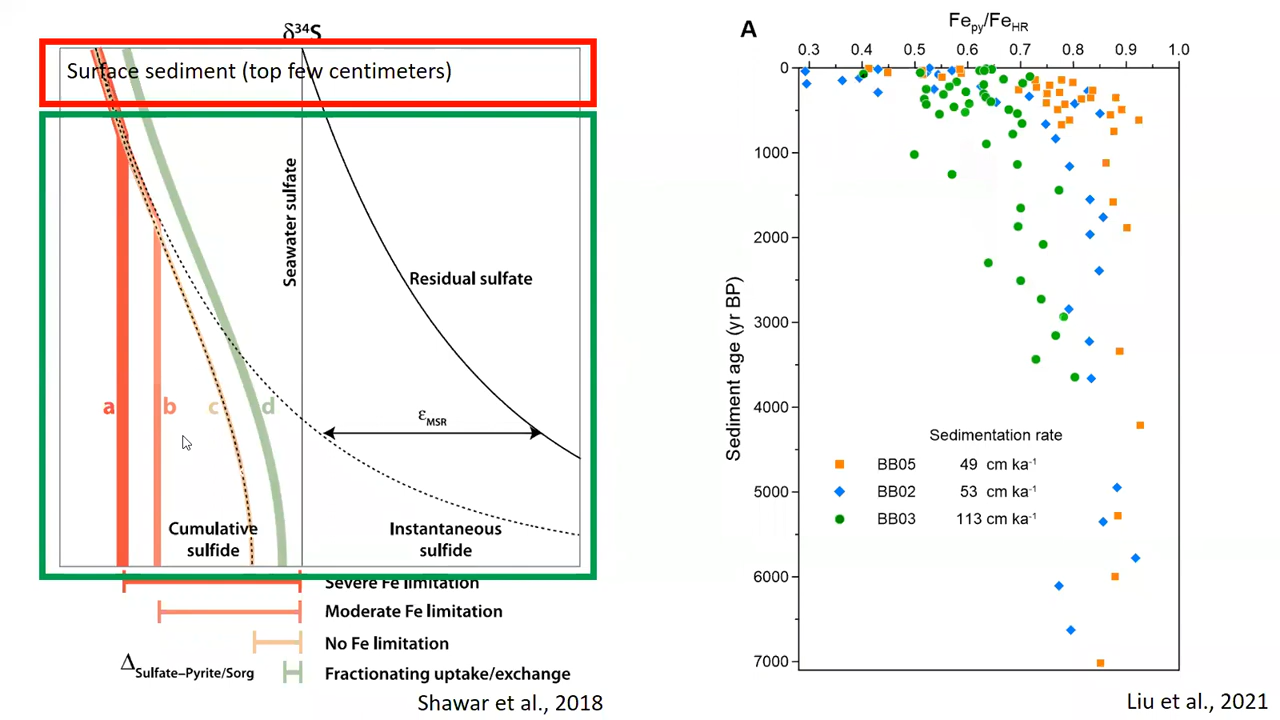 δ³⁴S
Surface sediment (top few centimeters)
Seawater sulfate
Residual sulfate
a
b
c
d
εMSR
Cumulative
sulfide
Instantaneous
sulfide
Severe Fe limitation
Moderate Fe limitation
No Fe limitation
ΔSulfate–Pyrite/Sorg
Fractionating uptake/exchange
Shawar et al., 2018
A
Fepy/FeHR
0.3 0.4 0.5 0.6 0.7 0.8 0.9 1.0
0
1000
2000
3000
4000
5000
6000
7000
Sediment age (yr BP)
Sedimentation rate
BB05 49 cm ka⁻¹
BB02 53 cm ka⁻¹
BB03 113 cm ka⁻¹
Liu et al., 2021